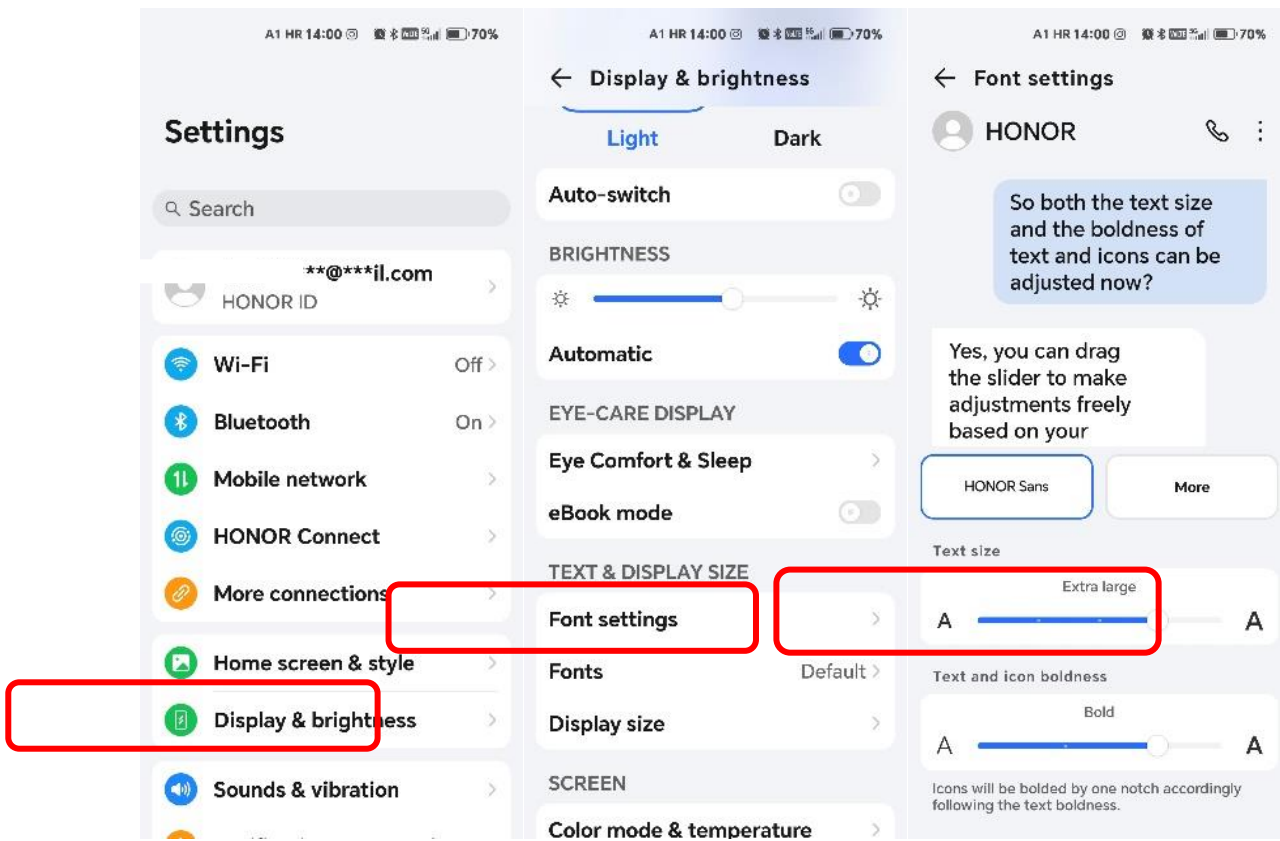 A1 HR 14:00 70%
Settings
Search
**@***il.com
HONOR ID
Wi-Fi Off
Bluetooth On
Mobile network
HONOR Connect
More connections
Home screen & style
Display & brightness
Sounds & vibration
A1 HR 14:00 70%
Display & brightness
Light Dark
Auto-switch
BRIGHTNESS
Automatic
EYE-CARE DISPLAY
Eye Comfort & Sleep
eBook mode
TEXT & DISPLAY SIZE
Font settings
Fonts Default
Display size
SCREEN
Color mode & temperature
A1 HR 14:00 70%
Font settings
HONOR
So both the text size
and the boldness of
text and icons can be
adjusted now?
Yes, you can drag
the slider to make
adjustments freely
based on your
HONOR Sans More
Text size
Extra large
A A
Text and icon boldness
Bold
A A
Icons will be bolded by one notch accordingly
following the text boldness.